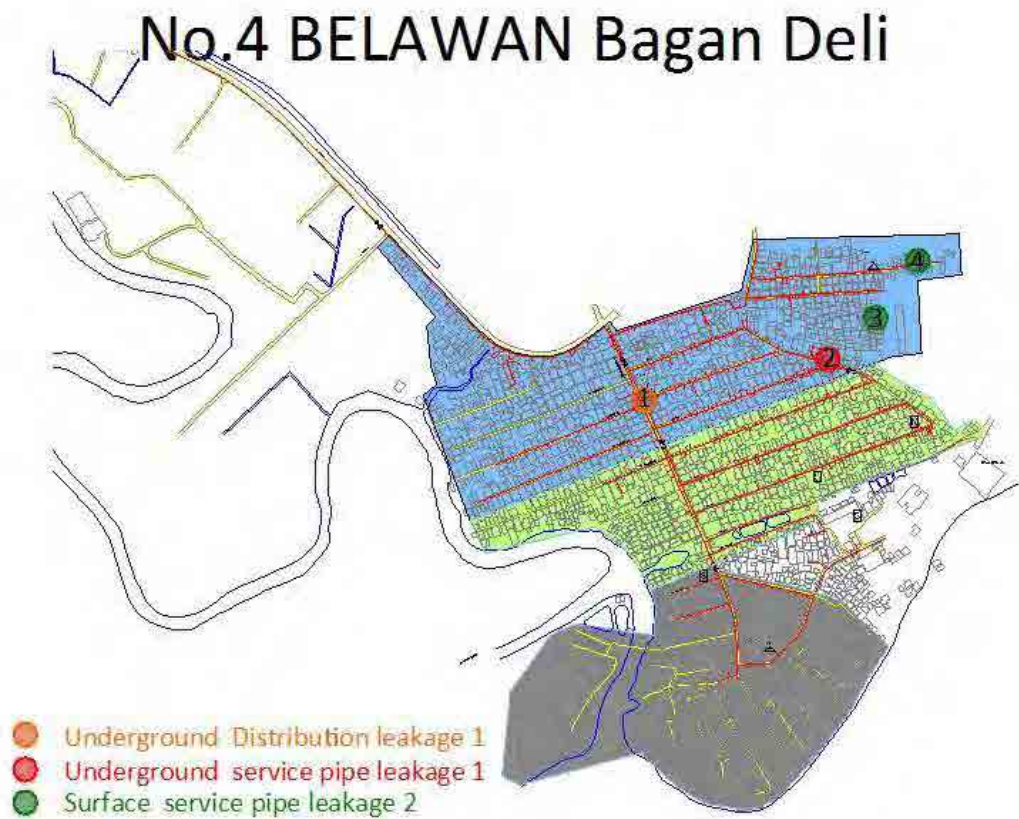 No.4 BELAWAN Bagan Deli
4
3
2
1
Underground Distribution leakage 1
Underground service pipe leakage 1
Surface service pipe leakage 2